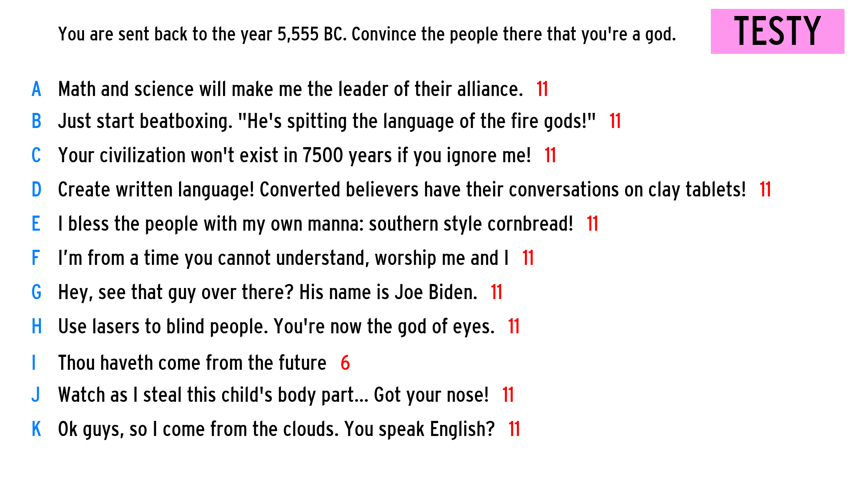 You are sent back to the year 5,555 BC. Convince the people there that you're a god.
TESTY
A Math and science will make me the leader of their alliance. 11
B Just start beatboxing. "He's spitting the language of the fire gods!" 11
C Your civilization won't exist in 7500 years if you ignore me! 11
D Create written language! Converted believers have their conversations on clay tablets! 11
E I bless the people with my own manna: southern style cornbread! 11
F I'm from a time you cannot understand, worship me and I 11
G Hey, see that guy over there? His name is Joe Biden. 11
H Use lasers to blind people. You're now the god of eyes. 11
I Thou haveth come from the future 6
J Watch as I steal this child's body part... Got your nose! 11
K Ok guys, so I come from the clouds. You speak English? 11